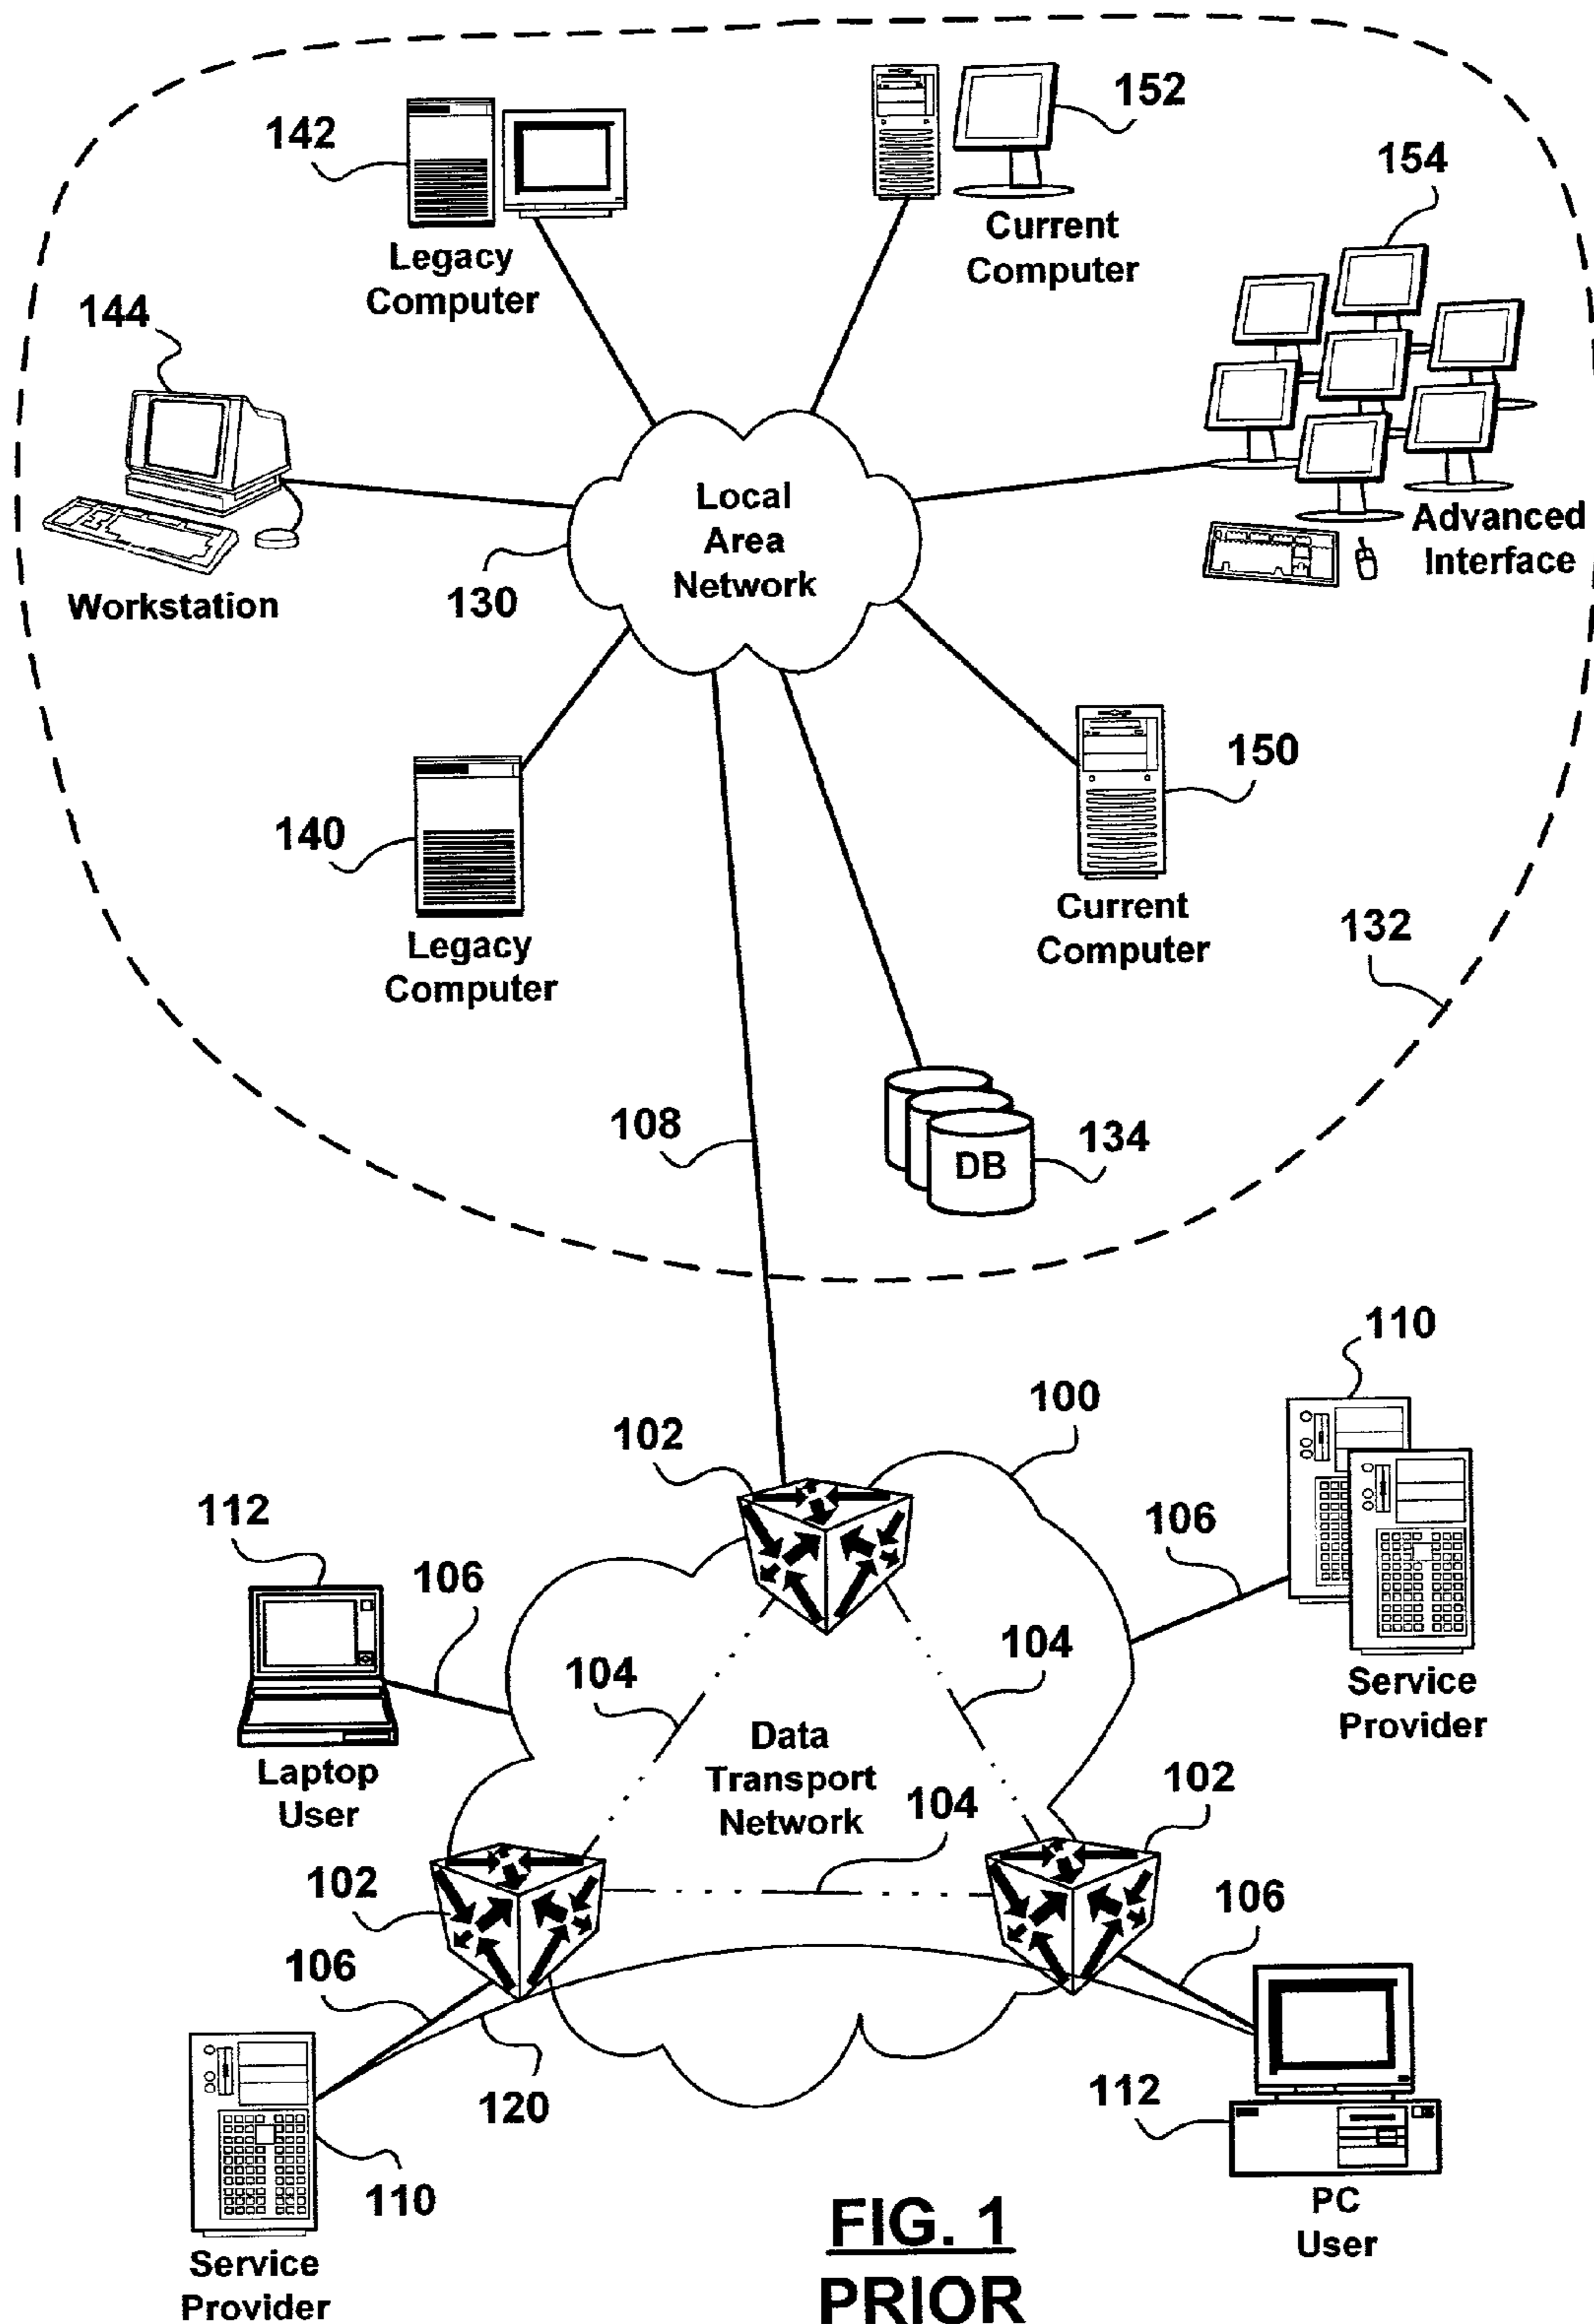 152
142
154
Current
Computer
Legacy
Computer
144
Local
Area
Network
Advanced
Interface
Workstation
130
150
140
Current
Computer
132
Legacy
Computer
108
134
DB
110
100
102
112
106
106
104
104
Service
Provider
Data
Transport
Network
Laptop
User
104
102
102
106
106
120
112
110
PC
User
Service
Provider
FIG. 1
PRIOR